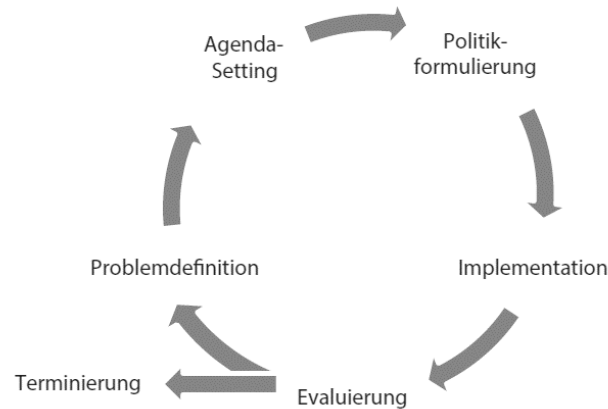 Agenda-
Setting
Politik-
formulierung
Implementation
Evaluierung
Terminierung
Problemdefinition